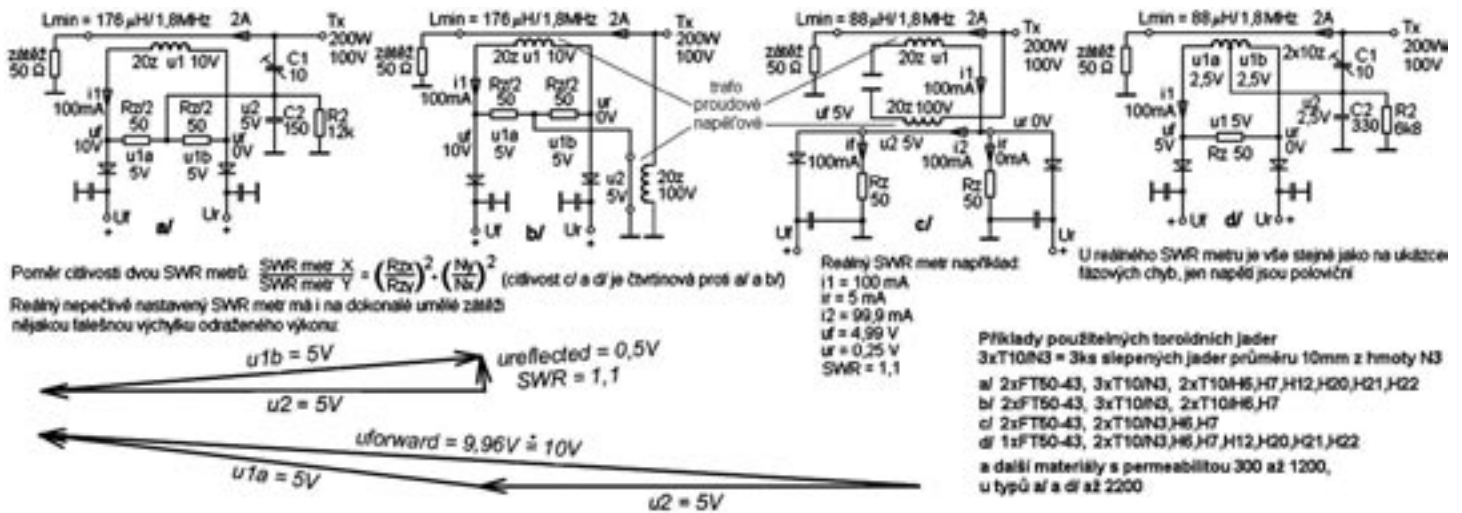 Lmin = 176 µH/1,8MHz 2A
Tx
200W
100V
zátěž
50 Ω
20z u1 10V
C1
10
i1
100mA
Rz/2
50
Rz/2
50
u2
5V
C2
150
R2
12k
uf
10V
ur
0V
u1a
5V
u1b
5V
+ Uf
Ur +
a/
Lmin = 176 µH/1,8MHz 2A
Tx
200W
100V
zátěž
50 Ω
20z u1 10V
i1
100mA
Rz/2
50
Rz/2
50
ur
0V
uf
10V
u1a
5V
u1b
5V
u2
5V
20z
100V
+ Uf
Ur +
b/
trafo
proudové
napěťové
Lmin = 88 µH/1,8MHz 2A
Tx
200W
100V
zátěž
50 Ω
20z u1
i1
100mA
20z 100V
uf 5V
ur 0V
u2 5V
100mA
if
i2
100mA
ir
0mA
Rz
50
Rz
50
+ Uf
Ur +
c/
Lmin = 88 µH/1,8MHz 2A
Tx
200W
100V
zátěž
50 Ω
u1a
2,5V
u1b
2,5V
2x10z
C1
10
i1
100mA
u2
2,5V
C2
330
R2
6k8
uf
5V
u1 5V
ur
0V
Rz 50
+ Uf
Ur +
d/
Poměr citlivosti dvou SWR metrů: SWR metr X / SWR metr Y = (Rzx/Rzy)² · (Ny/Nx)² (citlivost c/ a d/ je čtvrtinová proti a/ a b/)
Reálný nepečlivě nastavený SWR metr má i na dokonalé umělé zátěži
nějakou falešnou výchylku odraženého výkonu:
u1b = 5V
ureflected = 0,5V
SWR = 1,1
u2 = 5V
uforward = 9,96V ≐ 10V
u1a = 5V
u2 = 5V
Reálný SWR metr například:
i1 = 100 mA
ir = 5 mA
i2 = 99,9 mA
uf = 4,99 V
ur = 0,25 V
SWR = 1,1
U reálného SWR metru je vše stejné jako na ukázce
fázových chyb, jen napětí jsou poloviční
Příklady použitelných toroidních jader
3xT10/N3 = 3ks slepených jader průměru 10mm z hmoty N3
a/ 2xFT50-43, 3xT10/N3, 2xT10/H6,H7,H12,H20,H21,H22
b/ 2xFT50-43, 3xT10/N3, 2xT10/H6,H7
c/ 2xFT50-43, 2xT10/N3,H6,H7
d/ 1xFT50-43, 2xT10/N3,H6,H7,H12,H20,H21,H22
a další materiály s permeabilitou 300 až 1200,
u typů a/ a d/ až 2200